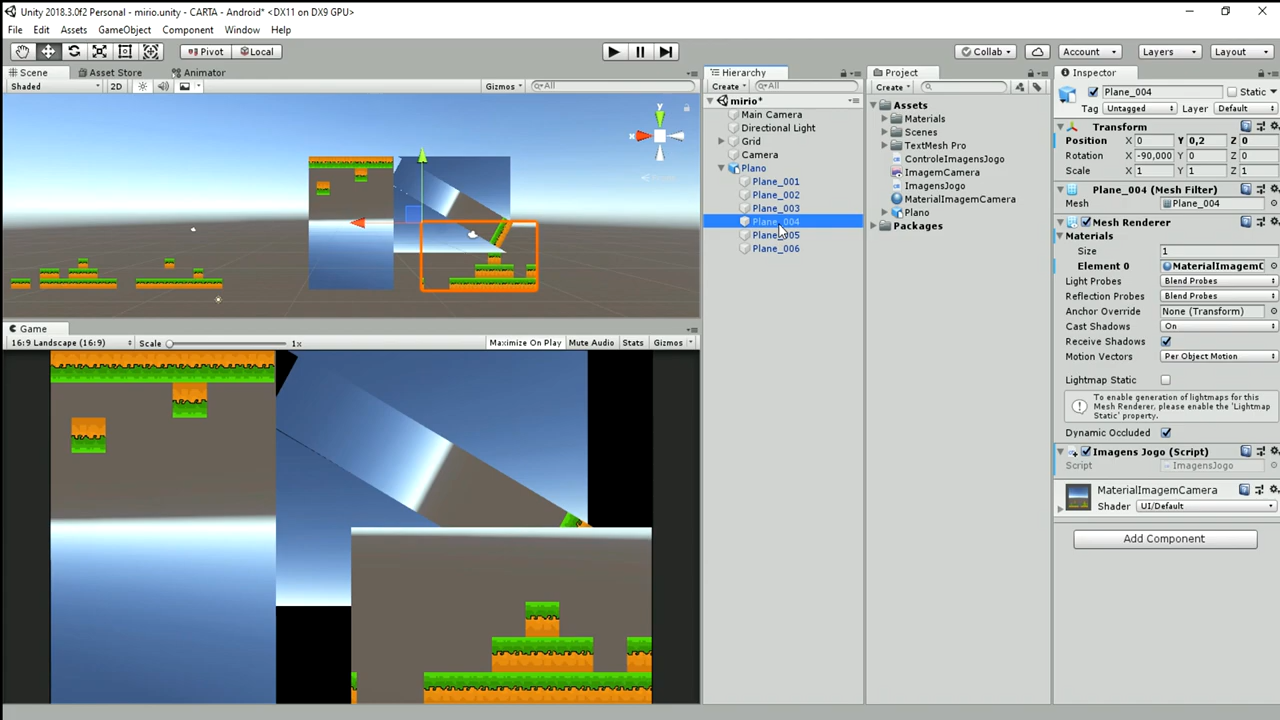 Unity 2018.3.0f2 Personal - mirio.unity - CARTA - Android* <DX11 on DX9 GPU>
File Edit Assets GameObject Component Window Help
Pivot Local Collab Account Layers Layout
Scene Asset Store Animator
Shaded 2D Gizmos All
y
Game
16:9 Landscape (16:9) Scale 1x Maximize On Play Mute Audio Stats Gizmos
Hierarchy
Create All
mirio*
Main Camera
Directional Light
Grid
Camera
Plano
Plane_001
Plane_002
Plane_003
Plane_004
Plane_005
Plane_006
Project
Create
Assets
Materials
Scenes
TextMesh Pro
ControleImagensJogo
ImagemCamera
ImagensJogo
MaterialImagemCamera
Plano
Packages
Inspector
Plane_004 Static
Tag Untagged Layer Default
Transform
Position X 0 Y 0,2 Z 0
Rotation X -90,000 Y 0 Z 0
Scale X 1 Y 1 Z 1
Plane_004 (Mesh Filter)
Mesh Plane_004
Mesh Renderer
Materials
Size 1
Element 0 MaterialImagemC
Light Probes Blend Probes
Reflection Probes Blend Probes
Anchor Override None (Transform)
Cast Shadows On
Receive Shadows
Motion Vectors Per Object Motion
Lightmap Static
To enable generation of lightmaps for this
Mesh Renderer, please enable the 'Lightmap
Static' property.
Dynamic Occluded
Imagens Jogo (Script)
Script ImagensJogo
MaterialImagemCamera
Shader UI/Default
Add Component